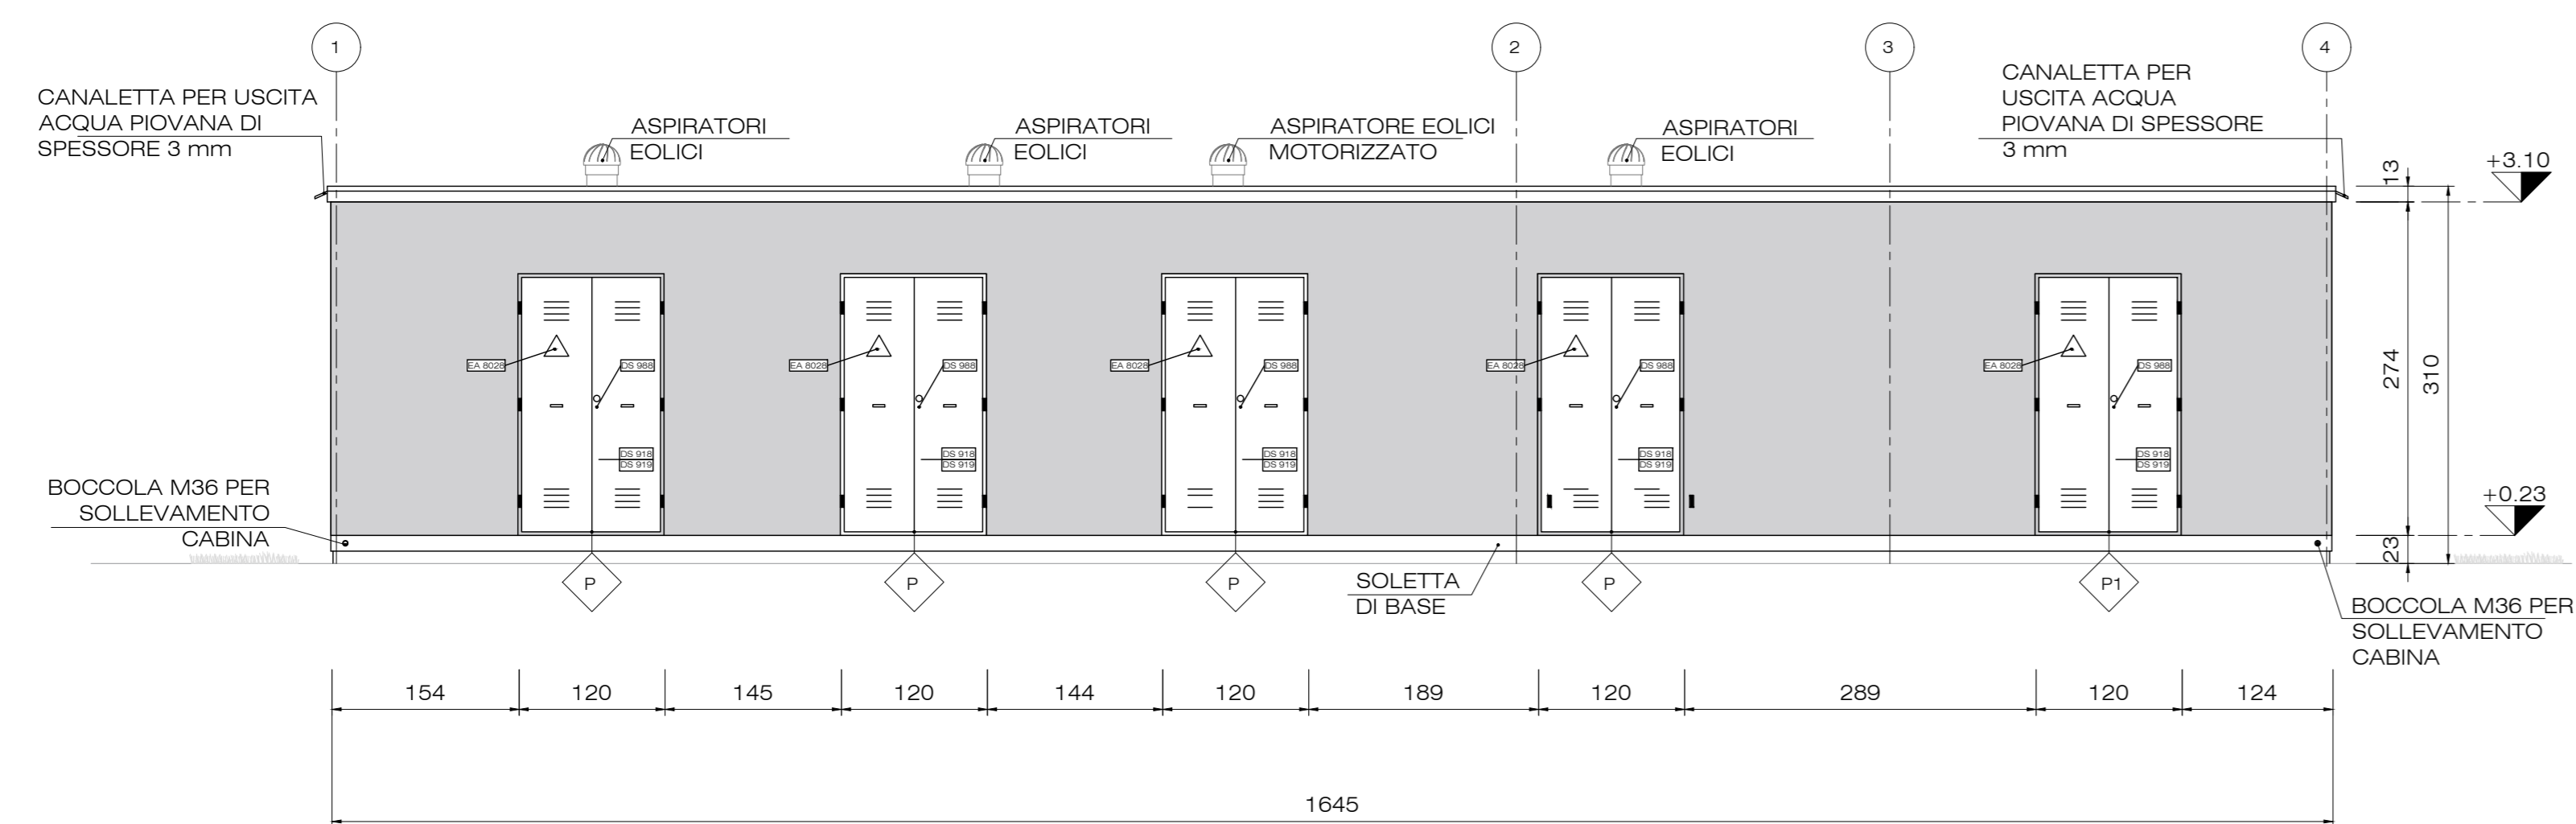 1
2
3
4
CANALETTA PER USCITA
ACQUA PIOVANA DI
SPESSORE 3 mm
ASPIRATORI
EOLICI
ASPIRATORI
EOLICI
ASPIRATORE EOLICI
MOTORIZZATO
ASPIRATORI
EOLICI
CANALETTA PER
USCITA ACQUA
PIOVANA DI SPESSORE
3 mm
13
+3.10
EA 8028
DS 988
EA 8028
DS 988
EA 8028
DS 988
EA 8028
DS 988
EA 8028
DS 988
274
310
DS 918
DS 919
DS 918
DS 919
DS 918
DS 919
DS 918
DS 919
DS 918
DS 919
BOCCOLA M36 PER
SOLLEVAMENTO
CABINA
+0.23
23
P
P
P
P
P1
SOLETTA
DI BASE
BOCCOLA M36 PER
SOLLEVAMENTO
CABINA
154
120
145
120
144
120
189
120
289
120
124
1645